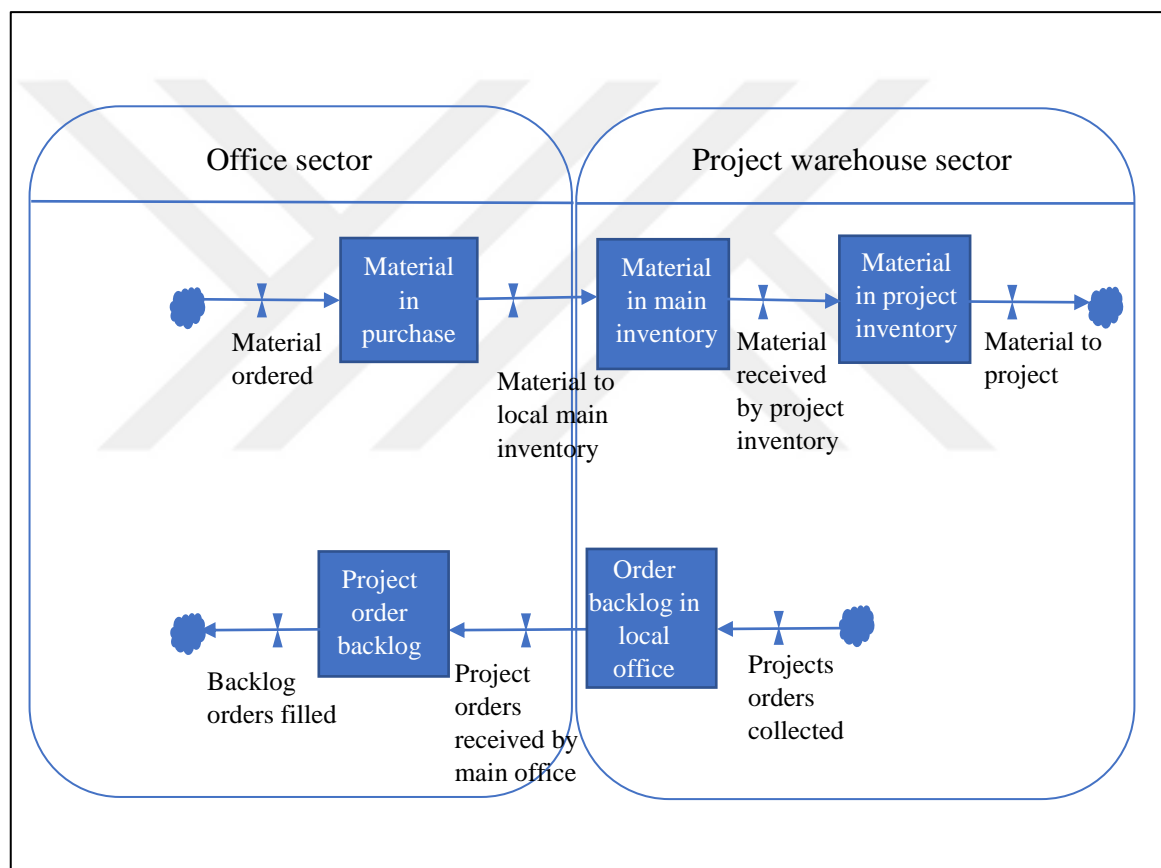 Office sector
Project warehouse sector
Material
in
purchase
Material
in main
inventory
Material
in project
inventory
Material
ordered
Material to
local main
inventory
Material
received
by project
inventory
Material to
project
Project
order
backlog
Order
backlog in
local
office
Backlog
orders filled
Project
orders
received by
main office
Projects
orders
collected